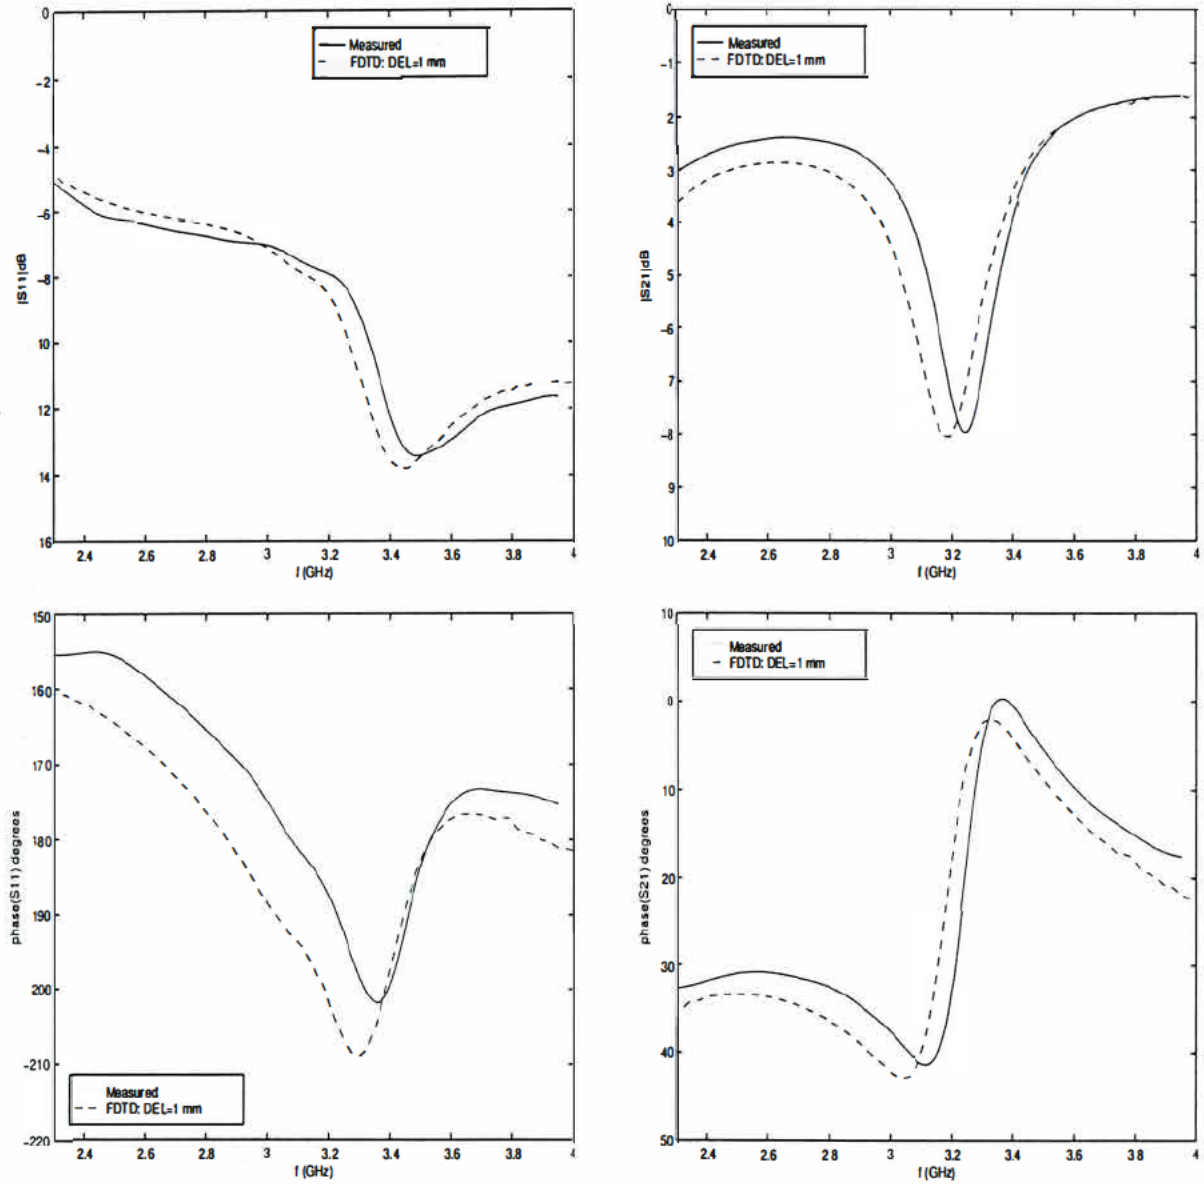 0
-2
-4
-6
-8
10
12
14
16
|S11|dB
Measured
FDTD: DEL=1 mm
2.4 2.6 2.8 3 3.2 3.4 3.6 3.8 4
f (GHz)
0
-1
2
3
4
5
-6
7
-8
9
10
|S21|dB
Measured
FDTD: DEL=1 mm
2.4 2.6 2.8 3 3.2 3.4 3.6 3.8 4
f (GHz)
150
160
170
180
190
200
-210
-220
phase(S11) degrees
Measured
FDTD: DEL=1 mm
2.4 2.6 2.8 3 3.2 3.4 3.6 3.8 4
f (GHz)
10
0
10
20
30
40
50
phase(S21) degrees
Measured
FDTD: DEL=1 mm
2.4 2.6 2.8 3 3.2 3.4 3.6 3.8 4
f (GHz)